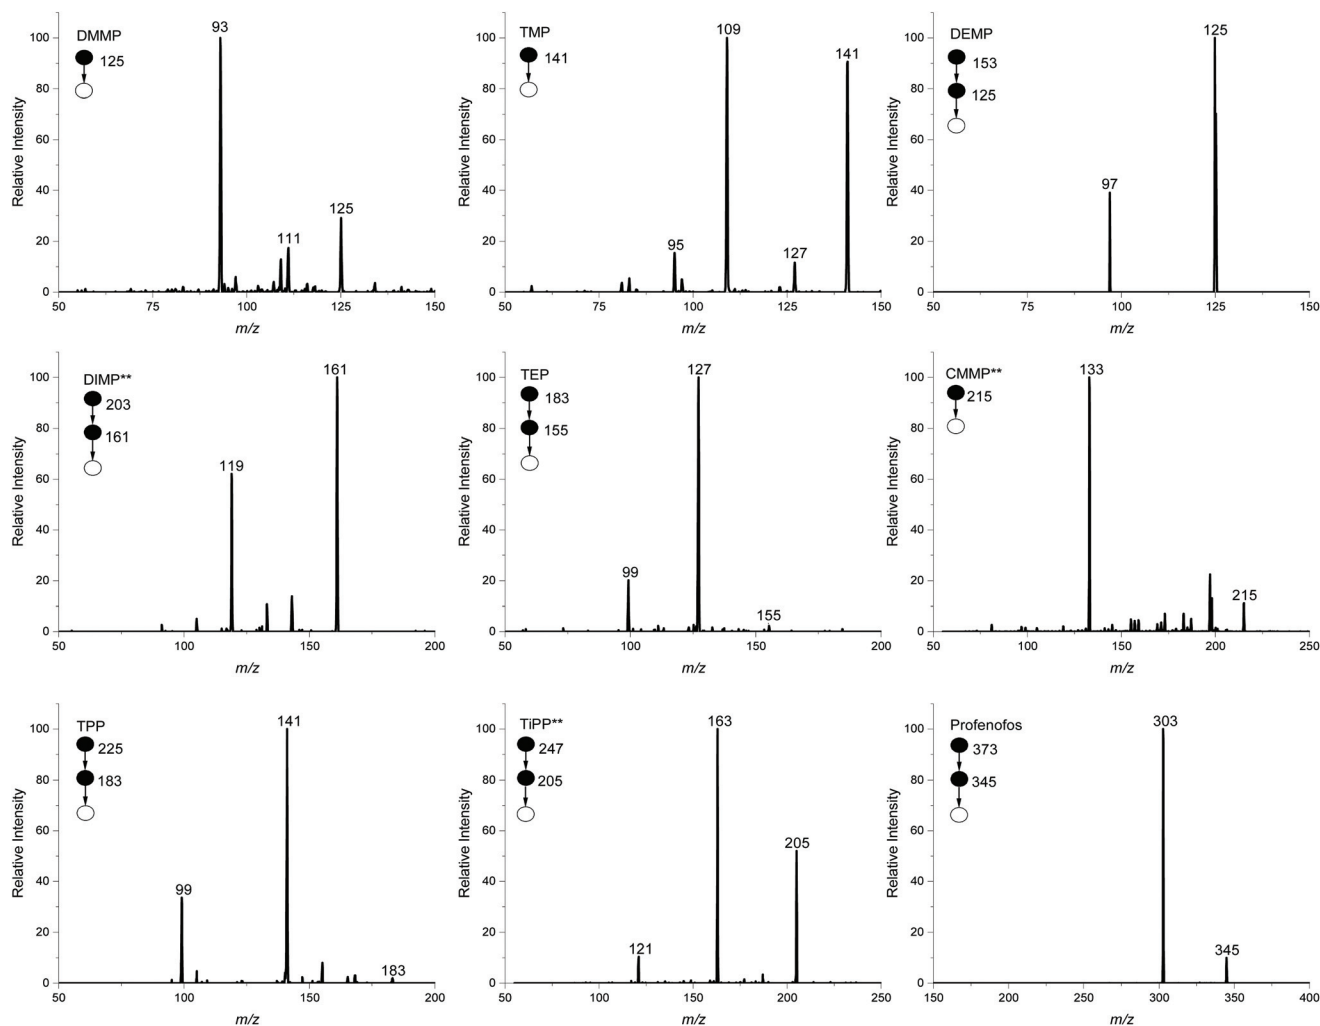 DMMP
125
93
111
125
100
80
60
40
20
0
Relative Intensity
50 75 100 125 150
m/z
TMP
141
109
141
95
127
100
80
60
40
20
0
Relative Intensity
50 100 150
m/z
DEMP
153
125
125
97
100
80
60
40
20
0
Relative Intensity
50 100 150
m/z
DIMP**
203
161
161
119
100
80
60
40
20
0
Relative Intensity
50 100 150 200
m/z
TEP
183
155
127
99
155
100
80
60
40
20
0
Relative Intensity
50 100 150 200
m/z
CMMP**
215
133
215
100
80
60
40
20
0
Relative Intensity
50 100 150 200 250
m/z
TPP
225
183
141
99
183
100
80
60
40
20
0
Relative Intensity
50 100 150 200
m/z
TiPP**
247
205
163
205
121
100
80
60
40
20
0
Relative Intensity
50 100 150 200 250
m/z
Profenofos
373
345
303
345
100
80
60
40
20
0
Relative Intensity
150 200 250 300 350 400
m/z